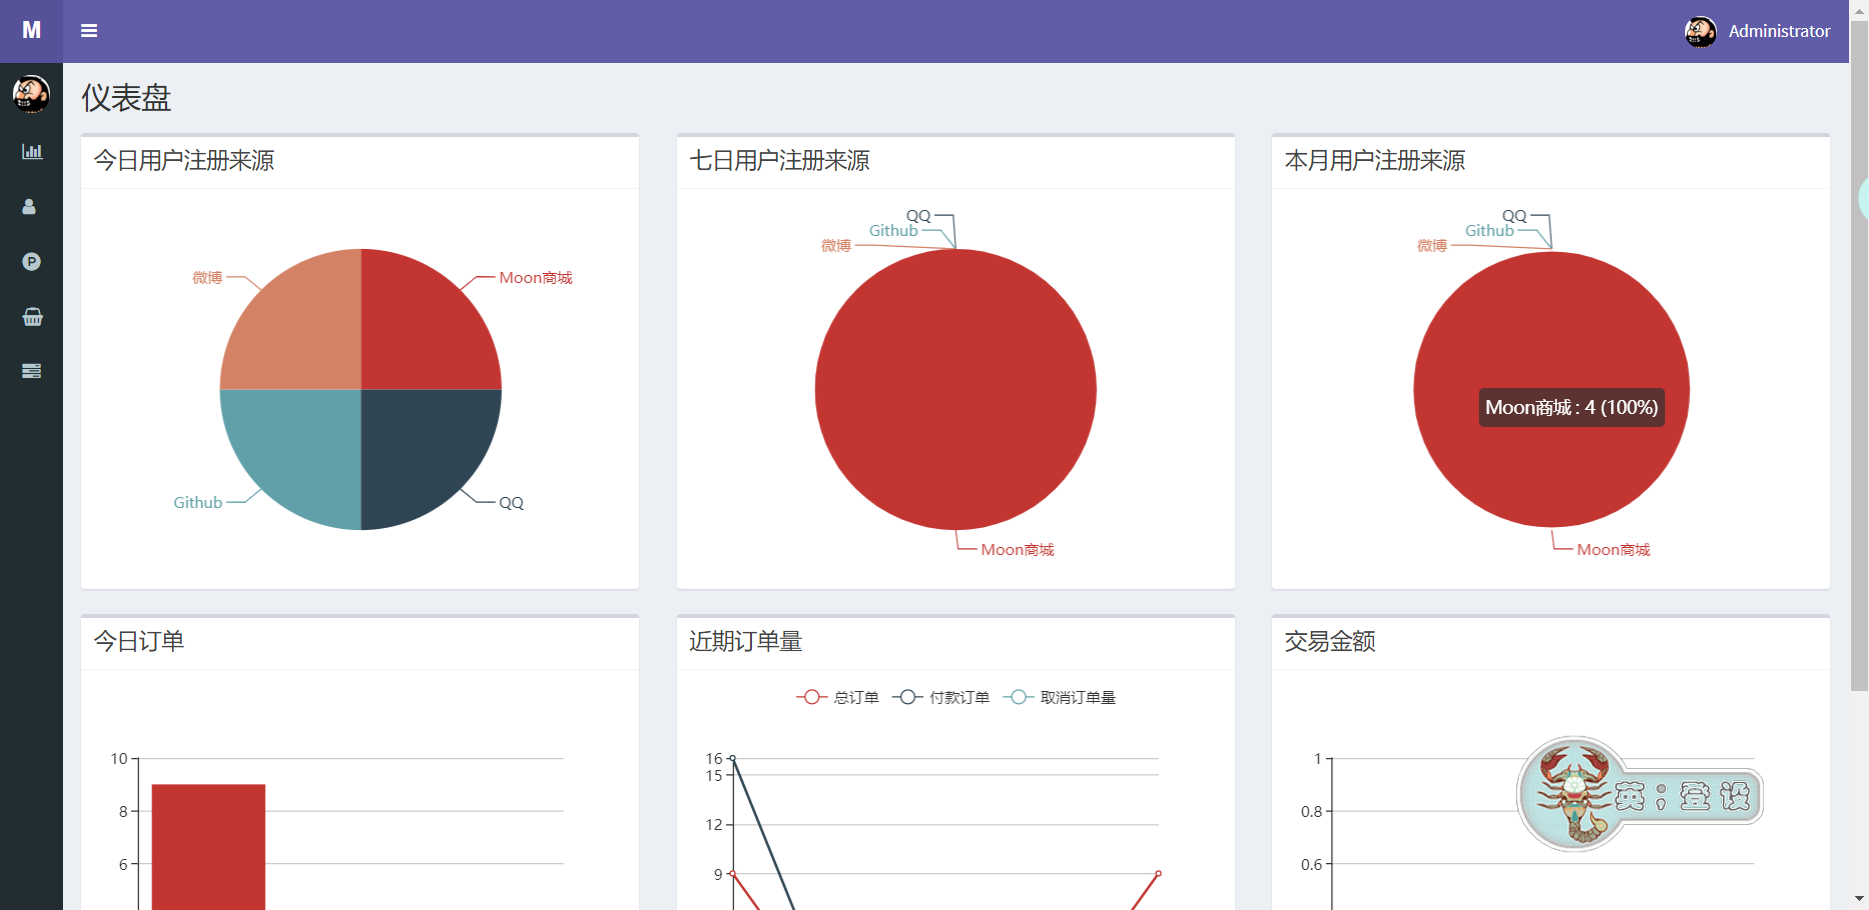 M
Administrator
仪表盘
今日用户注册来源
微博
Moon商城
Github
QQ
七日用户注册来源
QQ
Github
微博
Moon商城
本月用户注册来源
QQ
Github
微博
Moon商城 : 4 (100%)
Moon商城
今日订单
10
8
6
近期订单量
总订单
付款订单
取消订单量
16
15
12
9
交易金额
1
0.8
0.6
英 ; 登 设